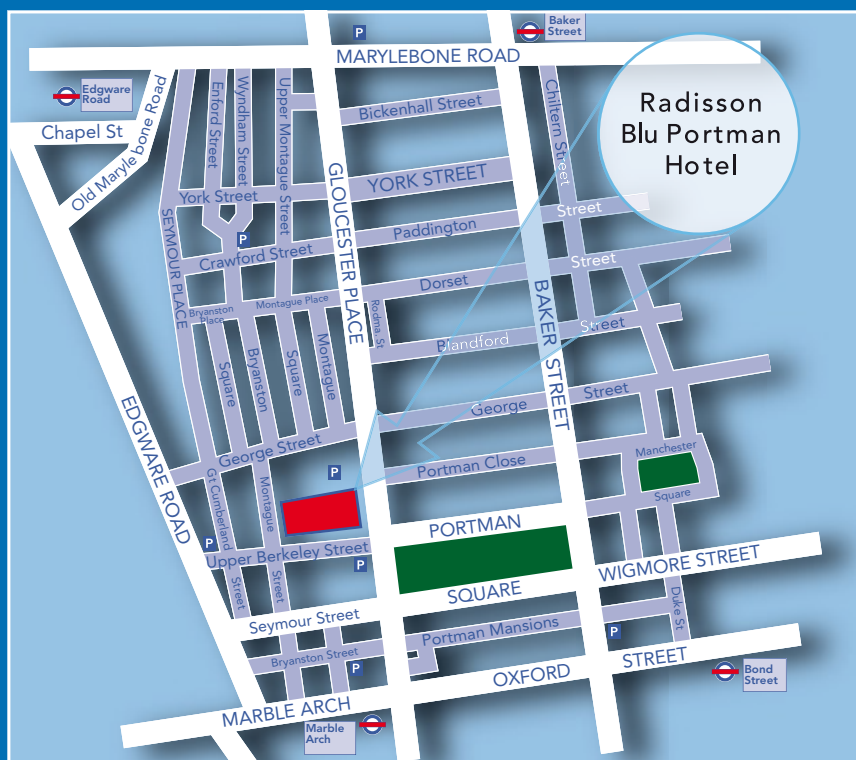 P
Baker
Street
MARYLEBONE ROAD
Edgware
Road
Radisson
Blu Portman
Hotel
Chapel St
Old Maryle bone Road
Enford Street
Wyndham Street
Upper Montague Street
Bickenhall Street
Chiltern Street
GLOUCESTER PLACE
York Street
YORK STREET
SEYMOUR PLACE
P
Crawford Street
Paddington
Street
Dorset
Street
Bryanston
Place
Montague Place
Rodma. St
BAKER STREET
Blandford
Street
Square
Bryanston
Square
Montague
George
Street
EDGWARE ROAD
George Street
P
Portman Close
Manchester
Square
Gt Cumberland
Street
Montague
Street
P
PORTMAN
SQUARE
Upper Berkeley Street
P
WIGMORE STREET
Seymour Street
Duke St
Portman Mansions
P
Bryanston Street
P
OXFORD
STREET
MARBLE ARCH
Bond
Street
Marble
Arch